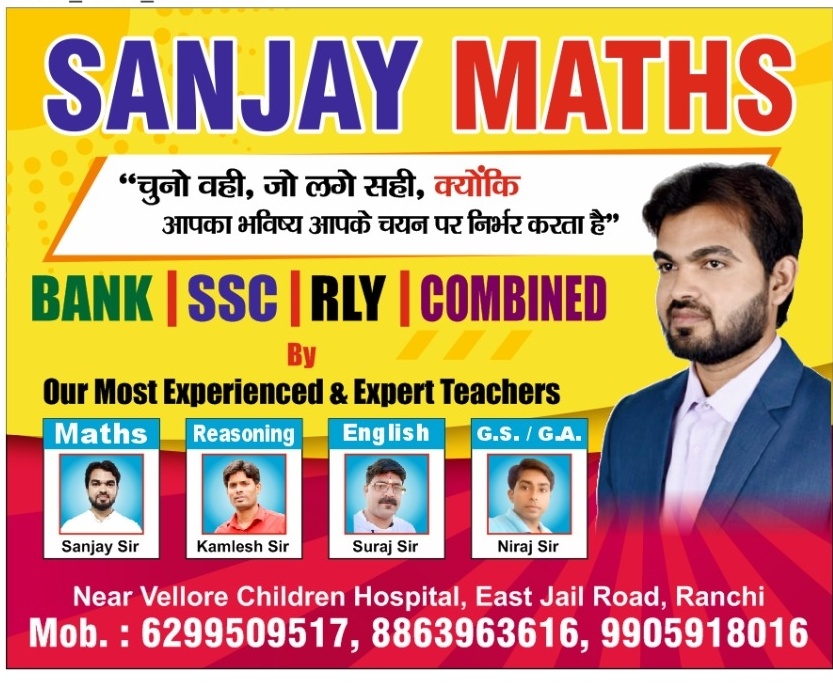 SANJAY MATHS
“चुनो वही, जो लगे सही, क्योंकि
आपका भविष्य आपके चयन पर निर्भर करता है”
BANK | SSC | RLY | COMBINED
By
Our Most Experienced & Expert Teachers
Maths
Sanjay Sir
Reasoning
Kamlesh Sir
English
Suraj Sir
G.S. / G.A.
Niraj Sir
Near Vellore Children Hospital, East Jail Road, Ranchi
Mob. : 6299509517, 8863963616, 9905918016